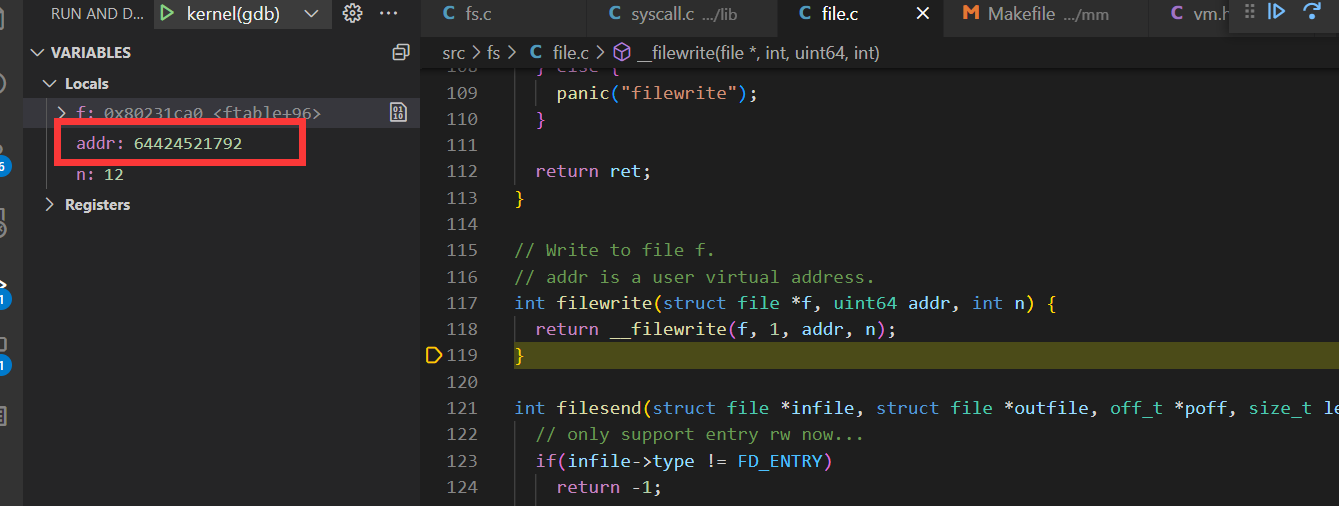 RUN AND D... kernel(gdb) ...
VARIABLES
Locals
f: 0x80231ca0 <ftable+96>
addr: 64424521792
n: 12
Registers
C fs.c C syscall.c .../lib C file.c M Makefile .../mm C vm.h
src > fs > C file.c > __filewrite(file *, int, uint64, int)
} else {
109 panic("filewrite");
110 }
111
112 return ret;
113 }
114
115 // Write to file f.
116 // addr is a user virtual address.
117 int filewrite(struct file *f, uint64 addr, int n) {
118 return __filewrite(f, 1, addr, n);
119 }
120
121 int filesend(struct file *infile, struct file *outfile, off_t *poff, size_t le
122 // only support entry rw now...
123 if(infile->type != FD_ENTRY)
124 return -1;